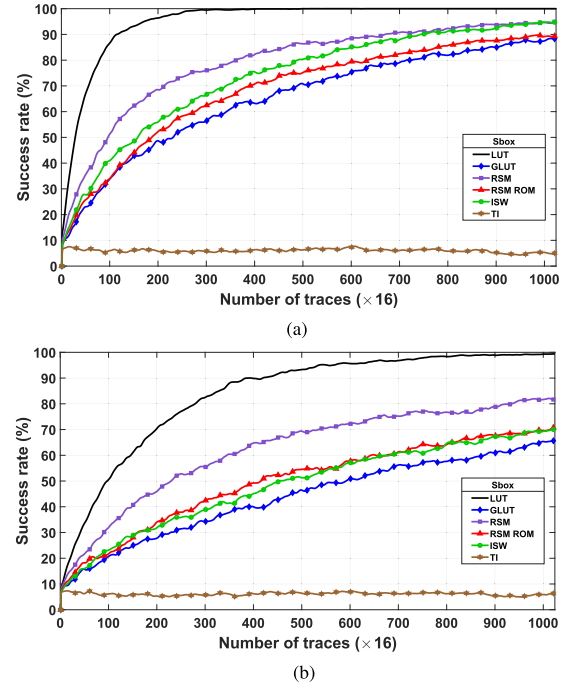 100
90
80
70
60
50
40
30
20
10
0
Success rate (%)
Sbox
LUT
GLUT
RSM
RSM ROM
ISW
TI
0 100 200 300 400 500 600 700 800 900 1000
Number of traces (×16)
(a)
100
90
80
70
60
50
40
30
20
10
0
Success rate (%)
Sbox
LUT
GLUT
RSM
RSM ROM
ISW
TI
0 100 200 300 400 500 600 700 800 900 1000
Number of traces (×16)
(b)